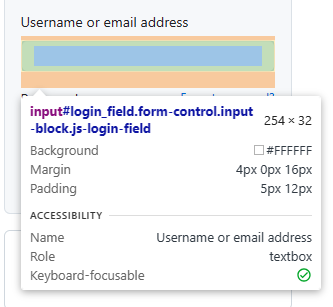 Username or email address
input#login_field.form-control.input
-block.js-login-field
254 × 32
Background #FFFFFF
Margin 4px 0px 16px
Padding 5px 12px
ACCESSIBILITY
Name Username or email address
Role textbox
Keyboard-focusable